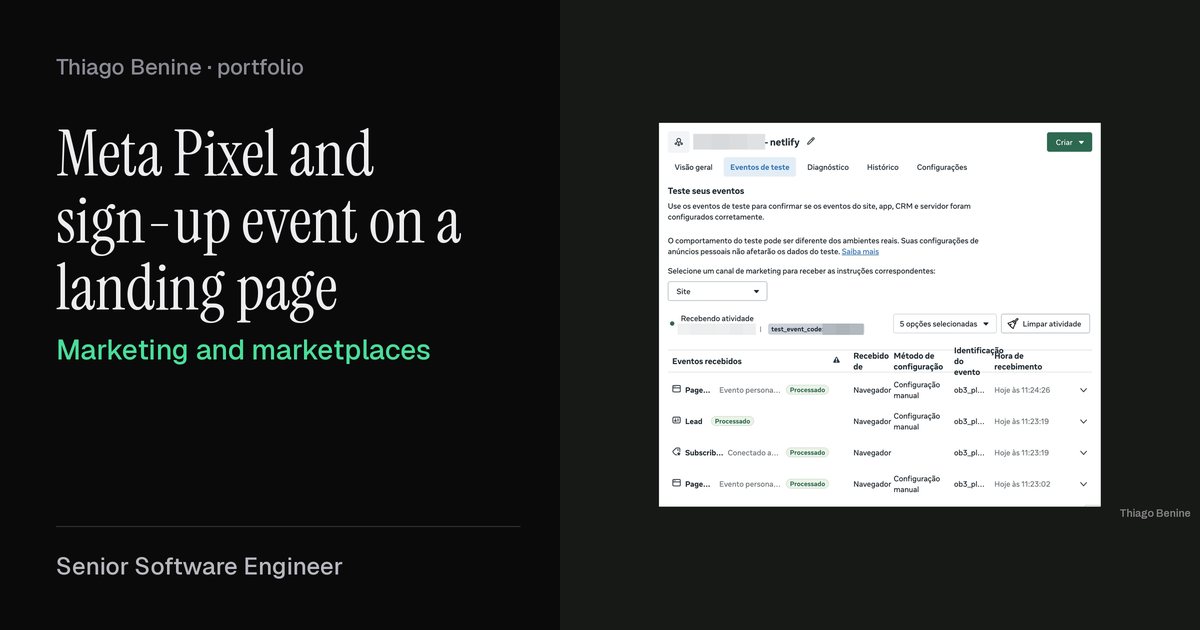 Thiago Benine · portfolio
Meta Pixel and
sign-up event on a
landing page
Marketing and marketplaces
Senior Software Engineer
- netlify
Criar
Visão geral Eventos de teste Diagnóstico Histórico Configurações
Teste seus eventos
Use os eventos de teste para confirmar se os eventos do site, app, CRM e servidor foram
configurados corretamente.
O comportamento do teste pode ser diferente dos ambientes reais. Suas configurações de
anúncios pessoais não afetarão os dados do teste. Saiba mais
Selecione um canal de marketing para receber as instruções correspondentes:
Site
Recebendo atividade
test_event_code:
5 opções selecionadas
Limpar atividade
Eventos recebidos
Recebido
de
Método de
configuração
Identificação
do
evento
Hora de
recebimento
Page... Evento persona... Processado Navegador Configuração
manual
ob3_pl... Hoje às 11:24:26
Lead Processado Navegador Configuração
manual
ob3_pl... Hoje às 11:23:19
Subscrib... Conectado a... Processado Navegador ob3_pl... Hoje às 11:23:19
Page... Evento persona... Processado Navegador Configuração
manual
ob3_pl... Hoje às 11:23:02
Thiago Benine